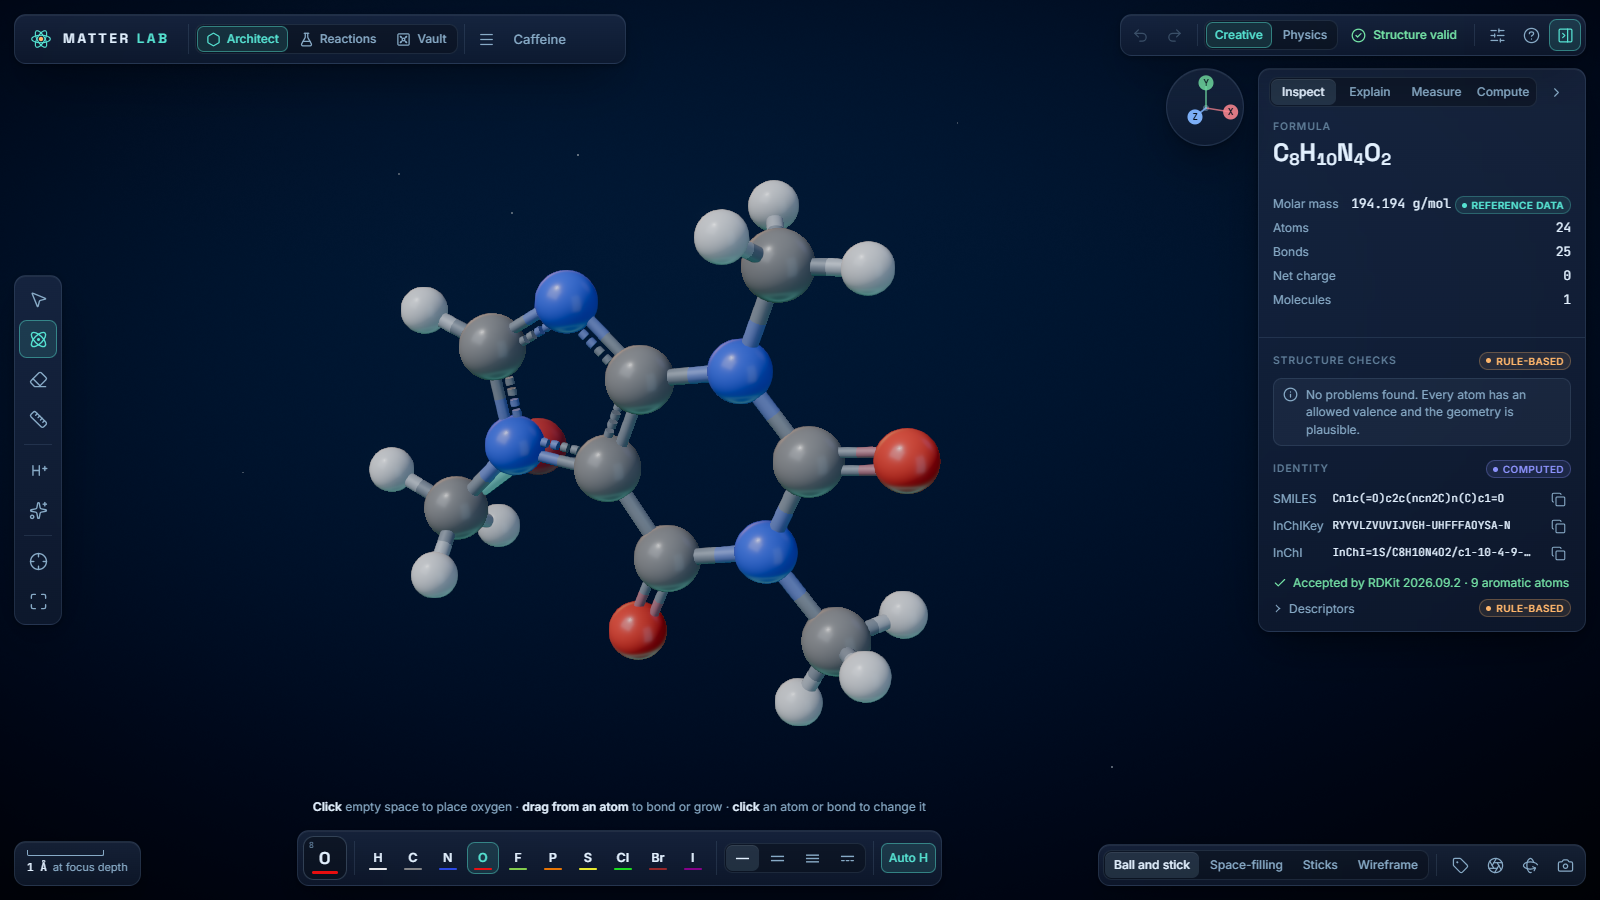 MATTER LAB
Architect
Reactions
Vault
Caffeine
Creative
Physics
Structure valid
Y
X
Z
Inspect
Explain
Measure
Compute
FORMULA
C8H10N4O2
Molar mass 194.194 g/mol REFERENCE DATA
Atoms 24
Bonds 25
Net charge 0
Molecules 1
STRUCTURE CHECKS RULE-BASED
No problems found. Every atom has an
allowed valence and the geometry is
plausible.
IDENTITY COMPUTED
SMILES Cn1c(=O)c2c(ncn2C)n(C)c1=O
InChIKey RYYVLZVUVIJVGH-UHFFFAOYSA-N
InChI InChI=1S/C8H10N4O2/c1-10-4-9-…
Accepted by RDKit 2026.09.2 · 9 aromatic atoms
Descriptors RULE-BASED
H+
Click empty space to place oxygen · drag from an atom to bond or grow · click an atom or bond to change it
1 Å at focus depth
8
O
H C N O F P S Cl Br I
Auto H
Ball and stick
Space-filling
Sticks
Wireframe